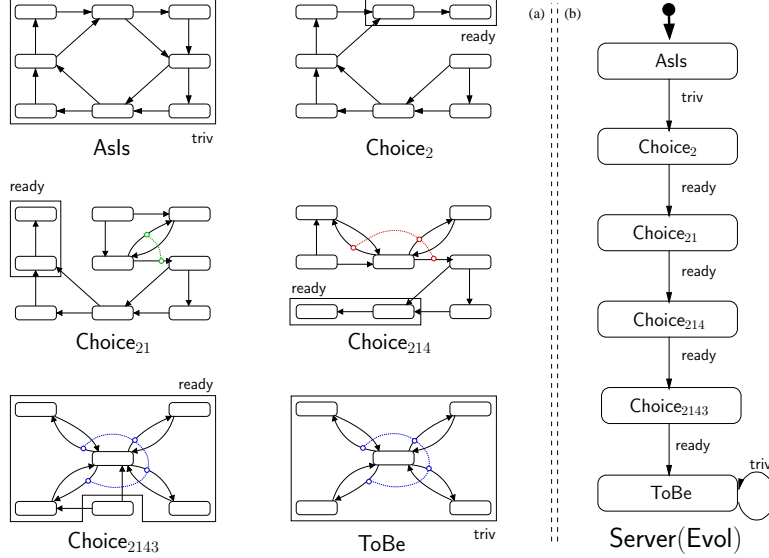 ready
triv
AsIs
Choice₂
ready
ready
Choice₂₁
Choice₂₁₄
ready
Choice₂₁₄₃
triv
ToBe
(a)
(b)
AsIs
triv
Choice₂
ready
Choice₂₁
ready
Choice₂₁₄
ready
Choice₂₁₄₃
ready
triv
ToBe
Server(Evol)